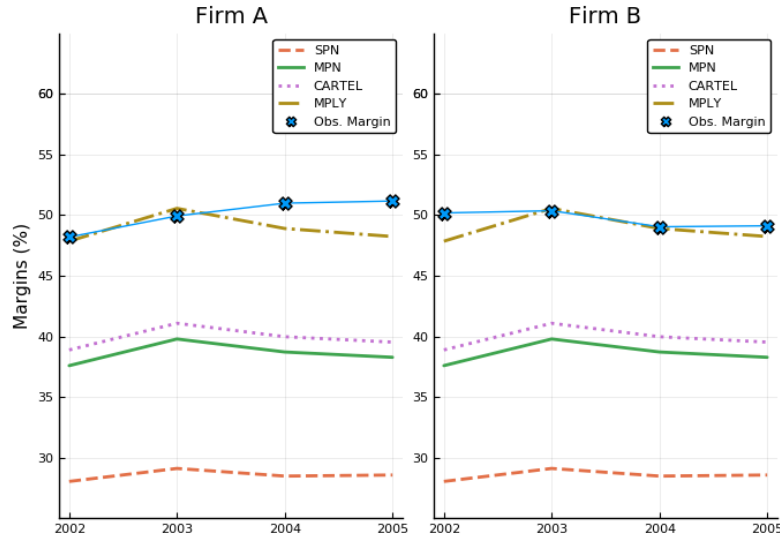 Firm A
Firm B
SPN
MPN
CARTEL
MPLY
Obs. Margin
SPN
MPN
CARTEL
MPLY
Obs. Margin
Margins (%)
60
55
50
45
40
35
30
60
55
50
45
40
35
30
2002 2003 2004 2005
2002 2003 2004 2005